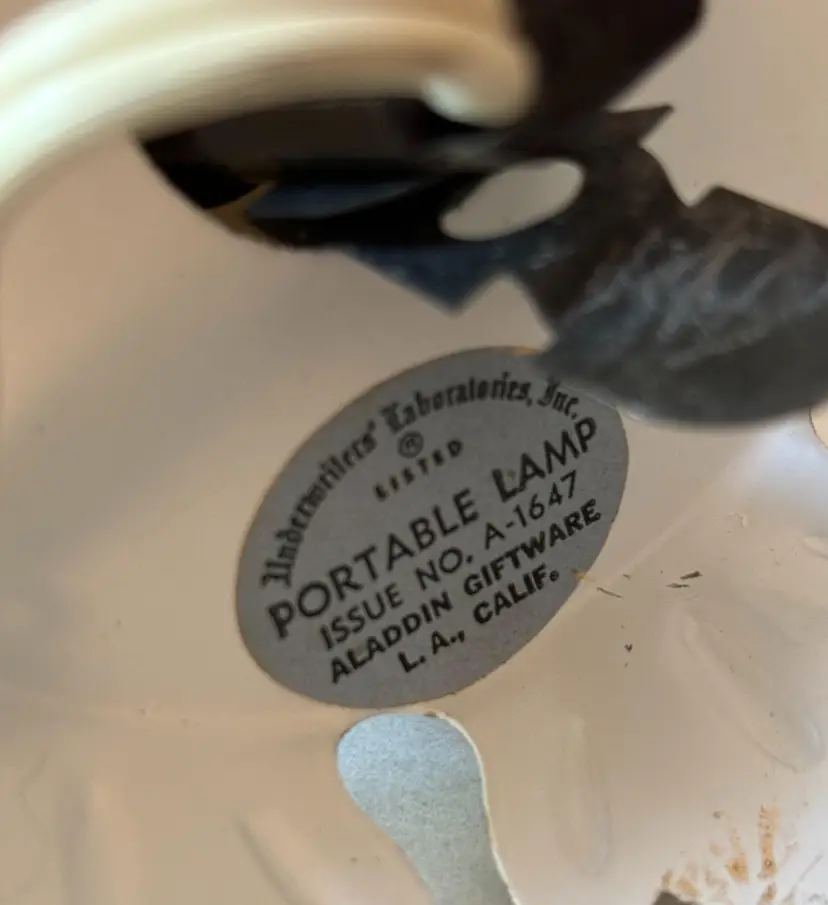 Underwriters' Laboratories, Inc.
®
LISTED
PORTABLE LAMP
ISSUE NO. A-1647
ALADDIN GIFTWARE
L.A., CALIF.